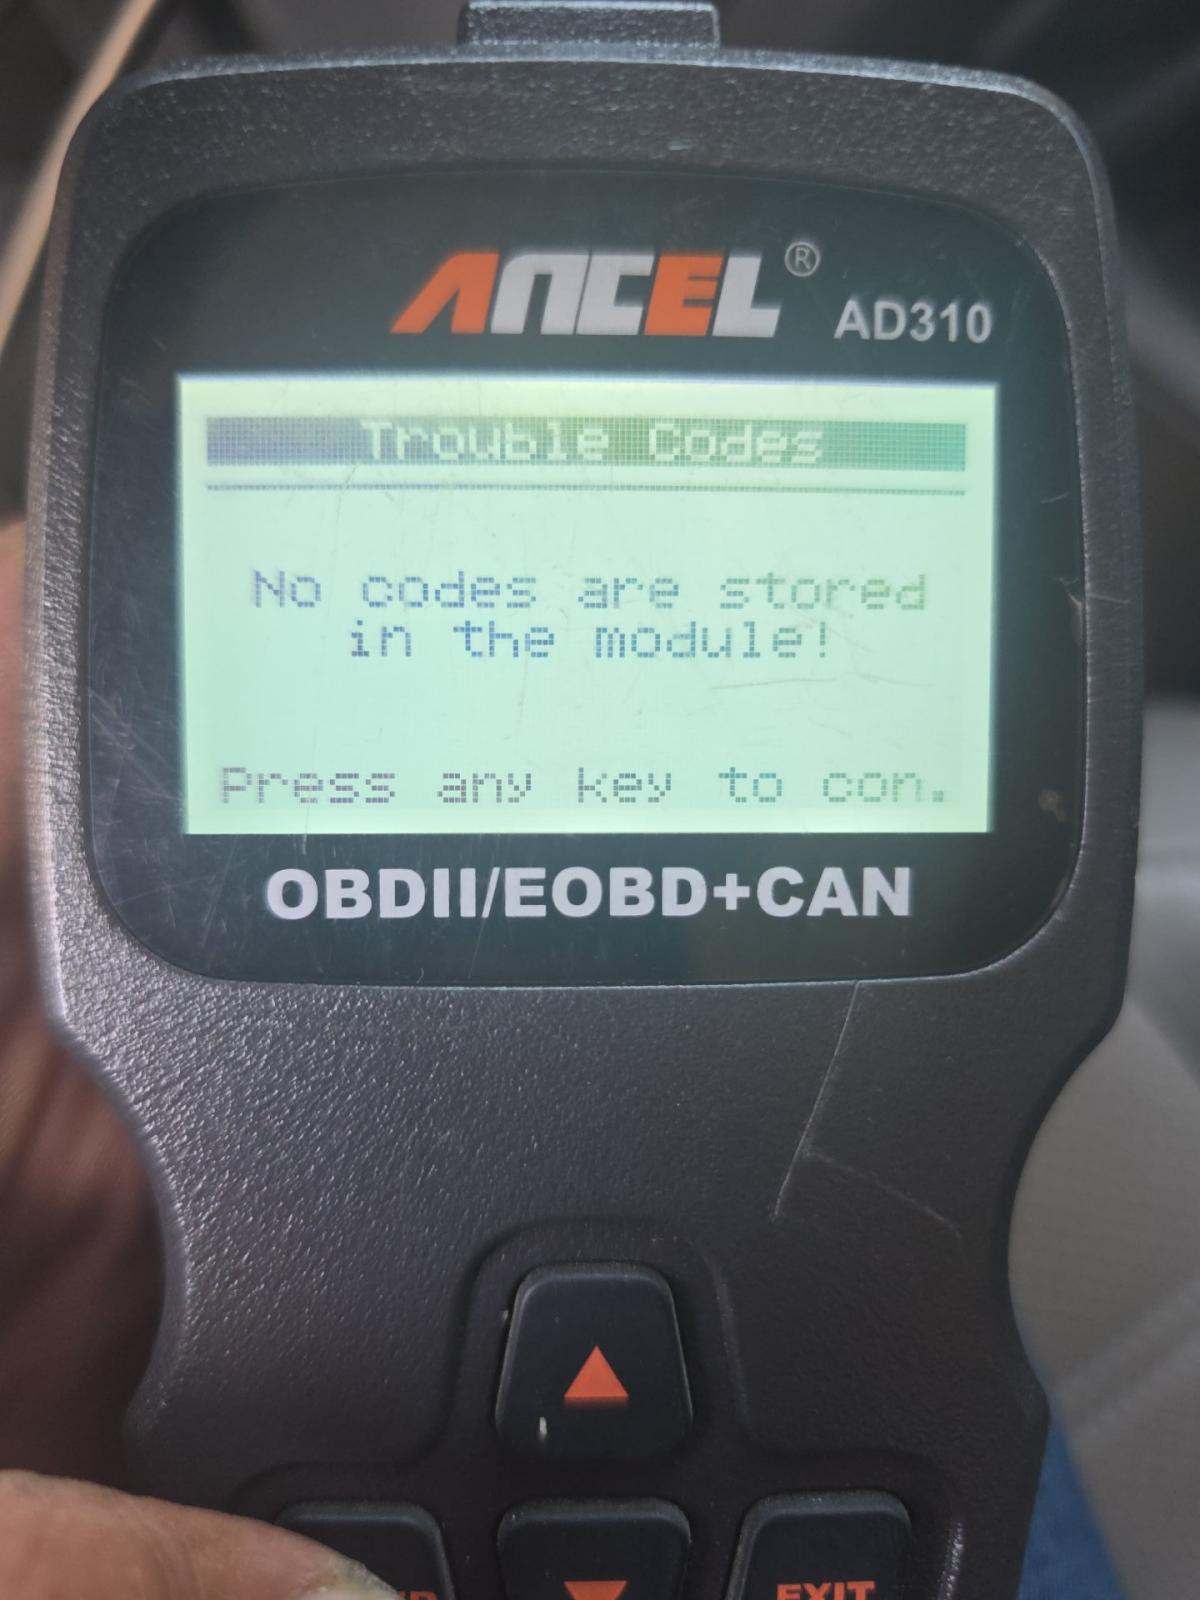 ANCEL®
AD310
Trouble Codes
No codes are stored
in the module!
Press any key to con.
OBDII/EOBD+CAN
EXIT